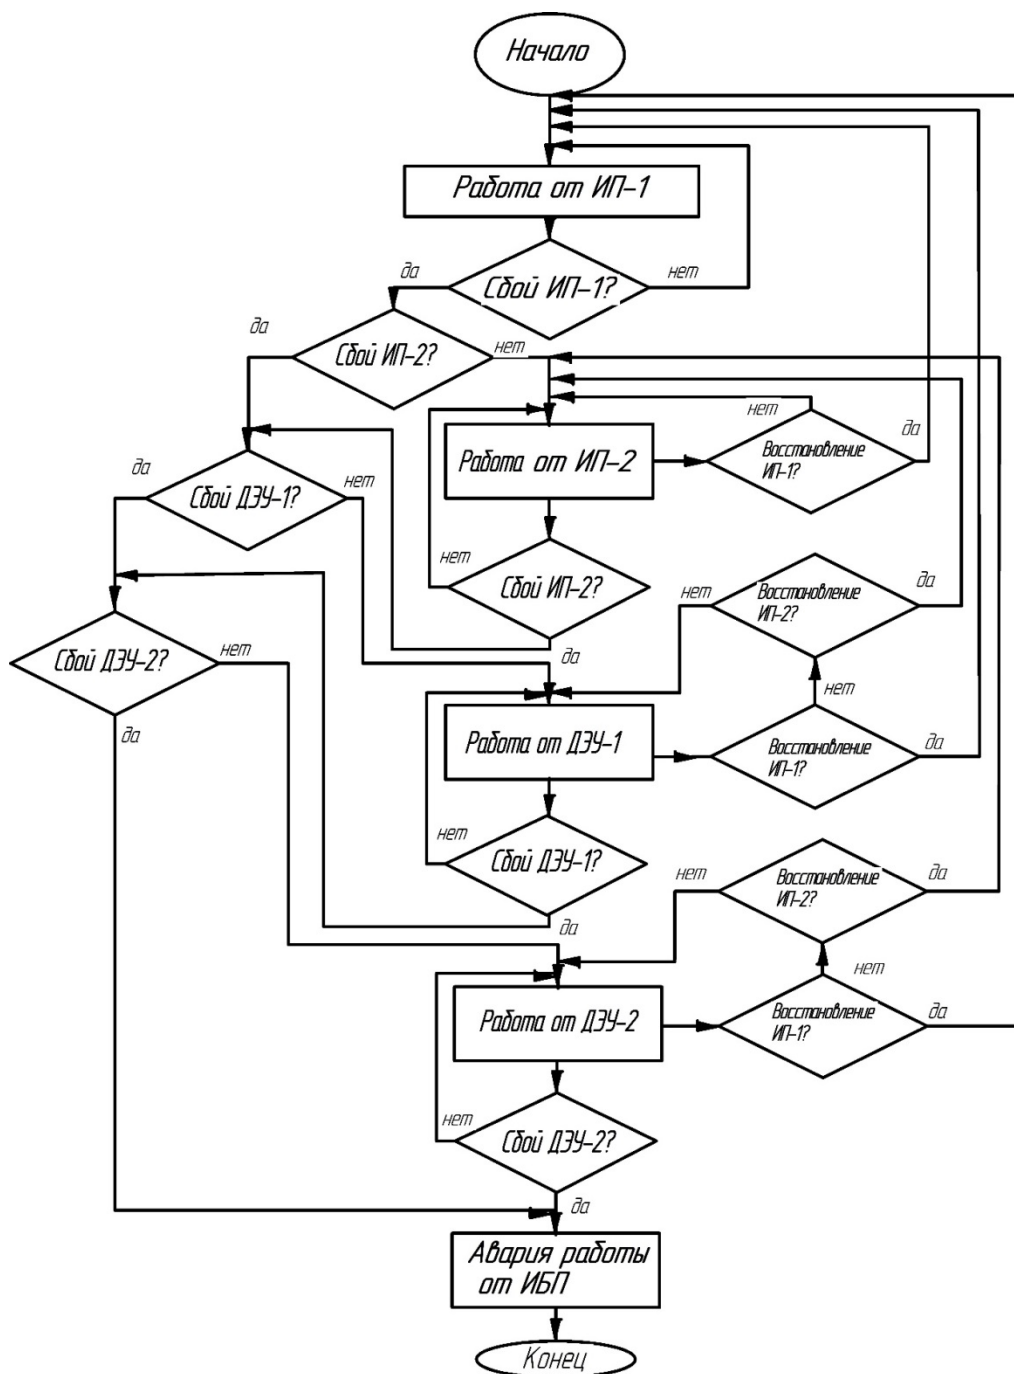 Начало
Работа от ИП-1
да
Сбой ИП-1?
нет
да
Сбой ИП-2?
нет
нет
да
Работа от ИП-2
Восстановление
ИП-1?
да
Сбой ДЭУ-1?
нет
нет
Сбой ИП-2?
нет
Восстановление
ИП-2?
да
Сбой ДЭУ-2?
нет
да
нет
да
Работа от ДЭУ-1
Восстановление
ИП-1?
да
нет
Сбой ДЭУ-1?
нет
Восстановление
ИП-2?
да
да
нет
Работа от ДЭУ-2
Восстановление
ИП-1?
да
нет
Сбой ДЭУ-2?
да
Авария работы
от ИБП
Конец